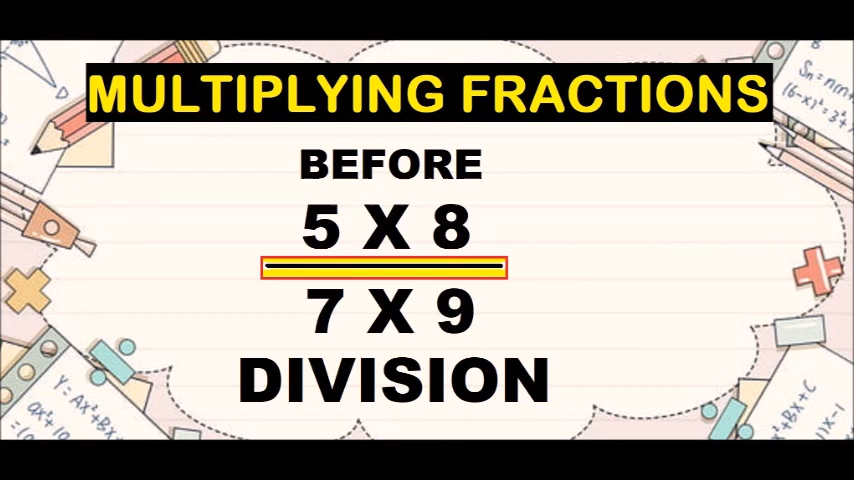 MULTIPLYING FRACTIONS
BEFORE
5 X 8
7 X 9
DIVISION